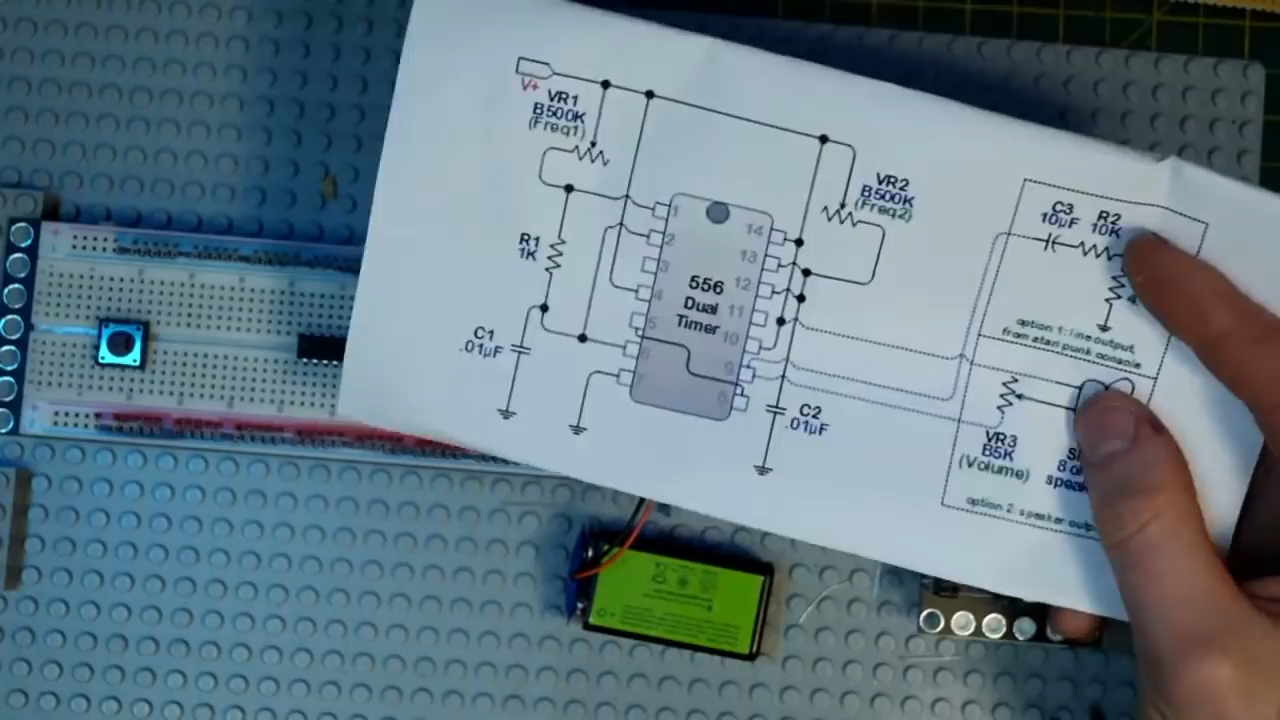 V+
VR1
B500K
(Freq1)
VR2
B500K
(Freq2)
R1
1K
C1
.01µF
1
2
3
4
5
6
7
14
13
12
11
10
9
8
556
Dual
Timer
C2
.01µF
C3
10µF
R2
10K
option 1: line output,
from atari punk console
VR3
B5K
(Volume)
8
option 2: speaker